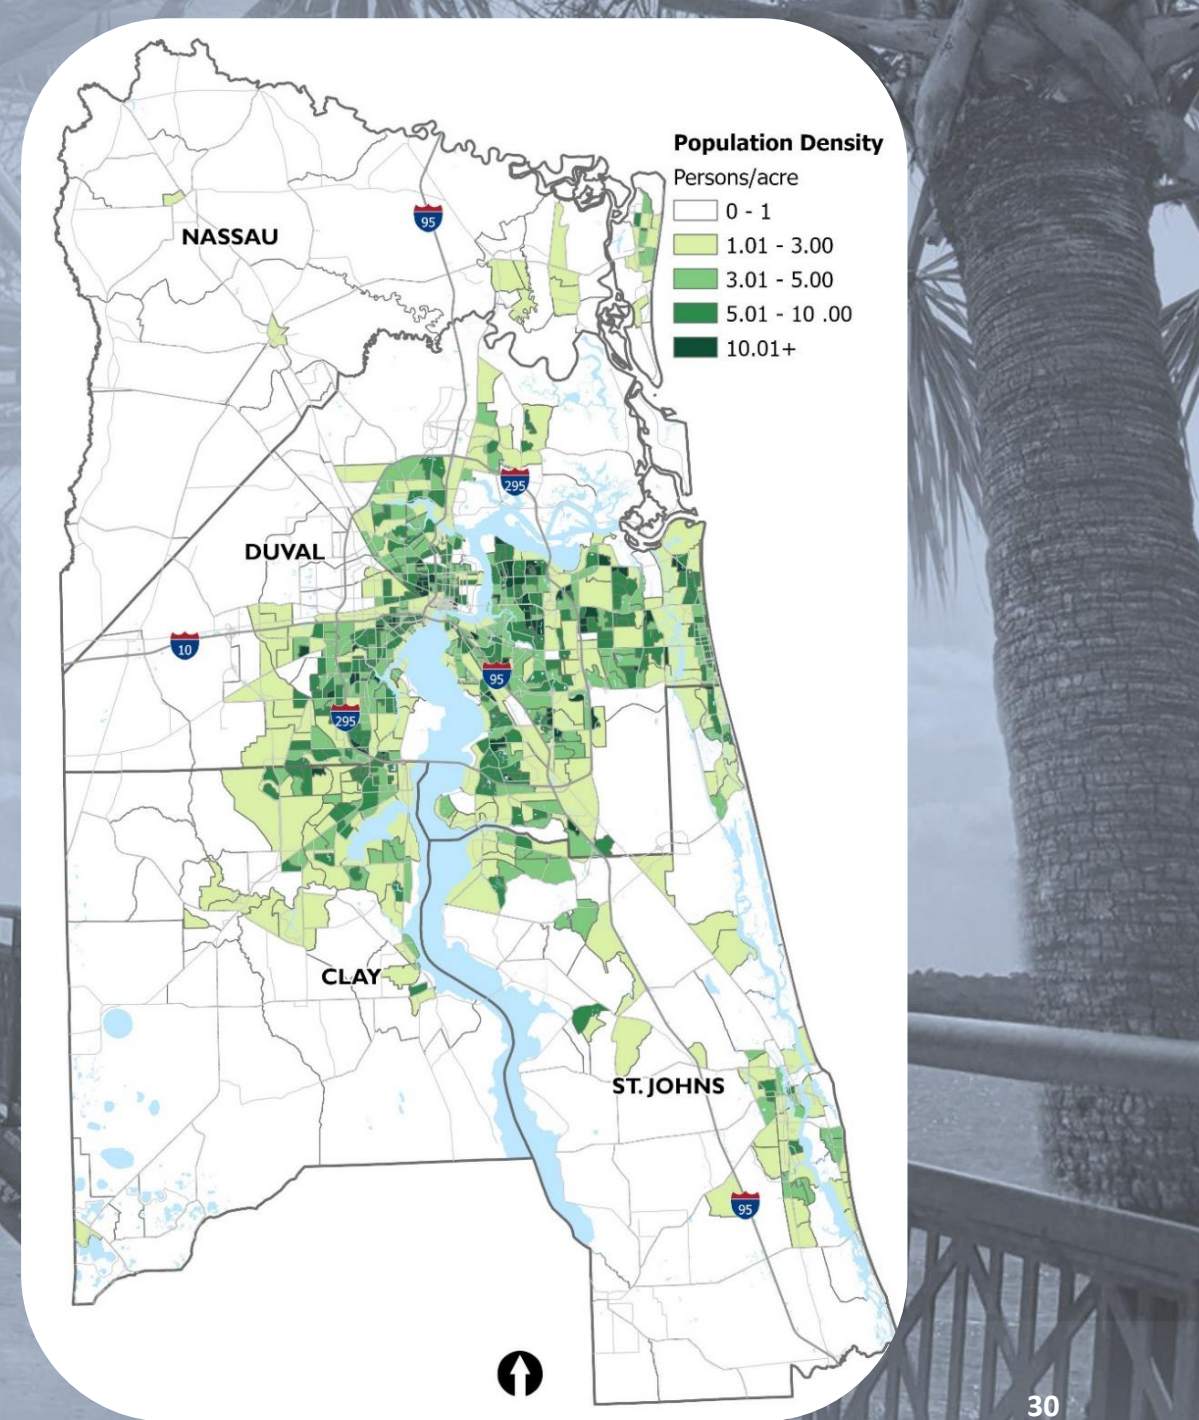 Population Density
Persons/acre
0 - 1
1.01 - 3.00
3.01 - 5.00
5.01 - 10 .00
10.01+
95
NASSAU
295
DUVAL
10
95
295
CLAY
ST. JOHNS
95
30